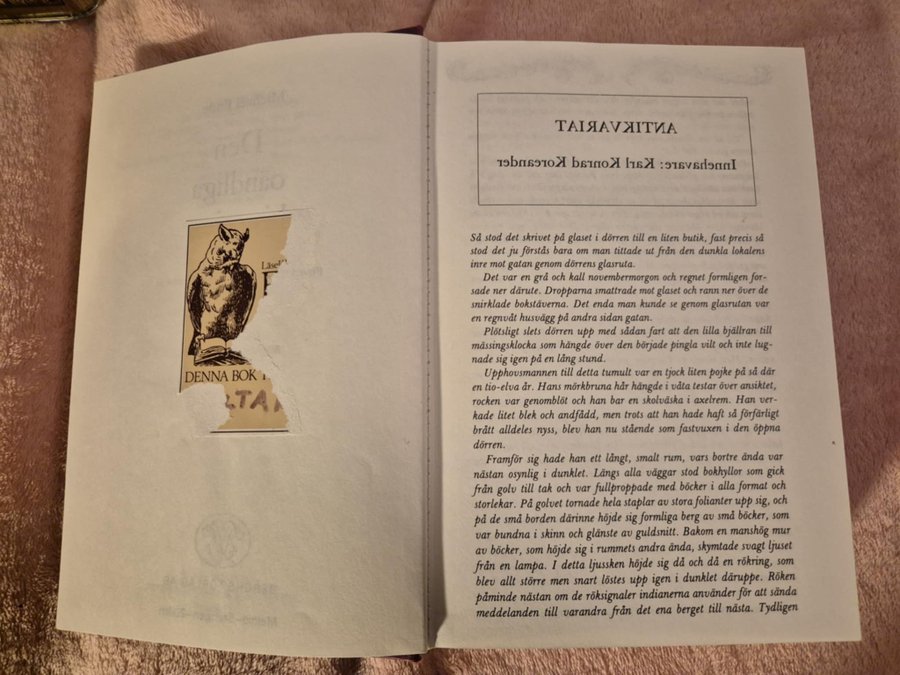 Den
oändliga
DENNA BOK
ANTIKVARIAT
Innehavare: Karl Konrad Koreander
Så stod det skrivet på glaset i dörren till en liten butik, fast precis så
stod det ju förstås bara om man tittade ut från den dunkla lokalens
inre mot gatan genom dörrens glasruta.
Det var en grå och kall novembermorgon och regnet formligen for-
sade ner därute. Dropparna smattrade mot glaset och rann ner över de
snirklade bokstäverna. Det enda man kunde se genom glasrutan var
en regnvåt husvägg på andra sidan gatan.
Plötsligt slets dörren upp med sådan fart att den lilla bjällran till
mässingsklocka som hängde över den började pingla vilt och inte lug-
nade sig igen på en lång stund.
Upphovsmannen till detta tumult var en tjock liten pojke på så där
en tio-elva år. Hans mörkbruna hår hängde i våta testar över ansiktet,
rocken var genomblöt och han bar en skolväska i axelrem. Han ver-
kade litet blek och andfådd, men trots att han hade haft så förfärligt
brått alldeles nyss, blev han nu stående som fastvuxen i den öppna
dörren.
Framför sig hade han ett långt, smalt rum, vars bortre ända var
nästan osynlig i dunklet. Längs alla väggar stod bokhyllor som gick
från golv till tak och var fullproppade med böcker i alla format och
storlekar. På golvet tornade hela staplar av stora folianter upp sig, och
på de små borden därinne höjde sig formliga berg av små böcker, som
var bundna i skinn och glänste av guldsnitt. Bakom en manshög mur
av böcker, som höjde sig i rummets andra ända, skymtade svagt ljuset
från en lampa. I detta ljussken höjde sig då och då en rökring, som
blev allt större men snart löstes upp igen i dunklet däruppe. Röken
påminde nästan om de röksignaler indianerna använder för att sända
meddelanden till varandra från det ena berget till nästa. Tydligen